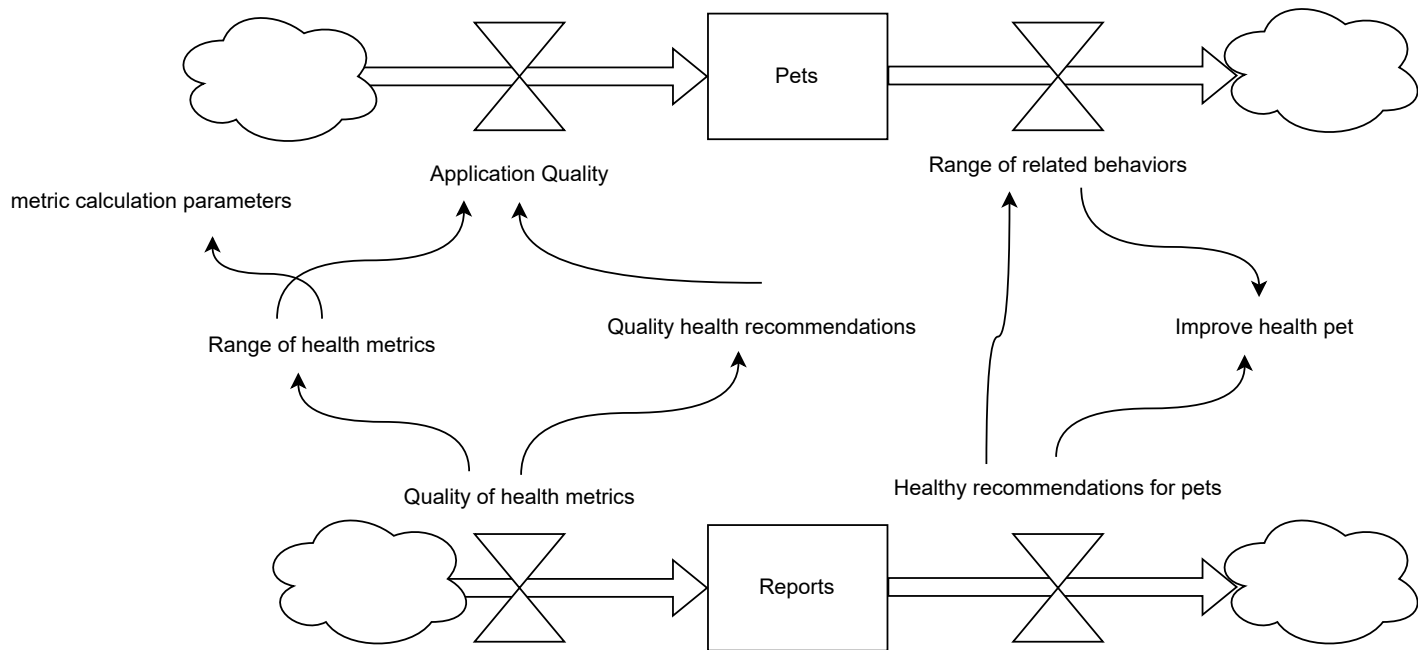 Pets
Range of related behaviors
Application Quality
metric calculation parameters
Quality health recommendations
Improve health pet
Range of health metrics
Healthy recommendations for pets
Quality of health metrics
Reports